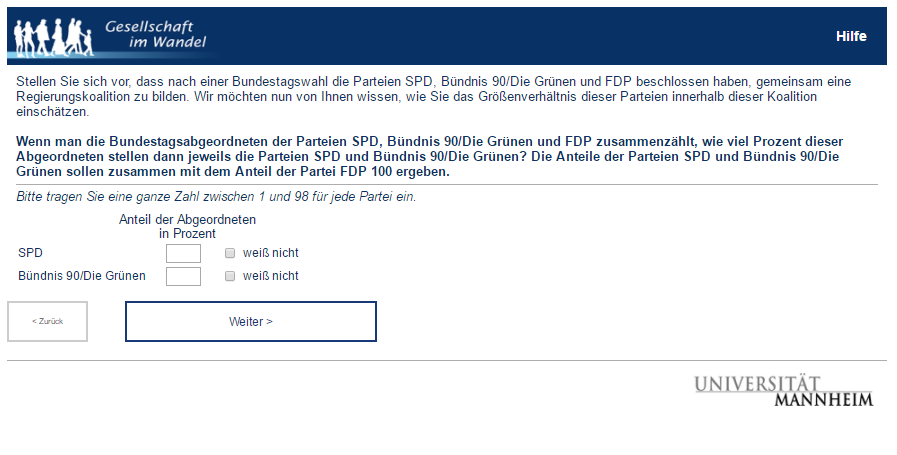 Gesellschaft
im Wandel
Hilfe
Stellen Sie sich vor, dass nach einer Bundestagswahl die Parteien SPD, Bündnis 90/Die Grünen und FDP beschlossen haben, gemeinsam eine
Regierungskoalition zu bilden. Wir möchten nun von Ihnen wissen, wie Sie das Größenverhältnis dieser Parteien innerhalb dieser Koalition
einschätzen.
Wenn man die Bundestagsabgeordneten der Parteien SPD, Bündnis 90/Die Grünen und FDP zusammenzählt, wie viel Prozent dieser
Abgeordneten stellen dann jeweils die Parteien SPD und Bündnis 90/Die Grünen? Die Anteile der Parteien SPD und Bündnis 90/Die
Grünen sollen zusammen mit dem Anteil der Partei FDP 100 ergeben.
Bitte tragen Sie eine ganze Zahl zwischen 1 und 98 für jede Partei ein.
Anteil der Abgeordneten
in Prozent
SPD weiß nicht
Bündnis 90/Die Grünen weiß nicht
< Zurück Weiter >
UNIVERSITÄT
MANNHEIM